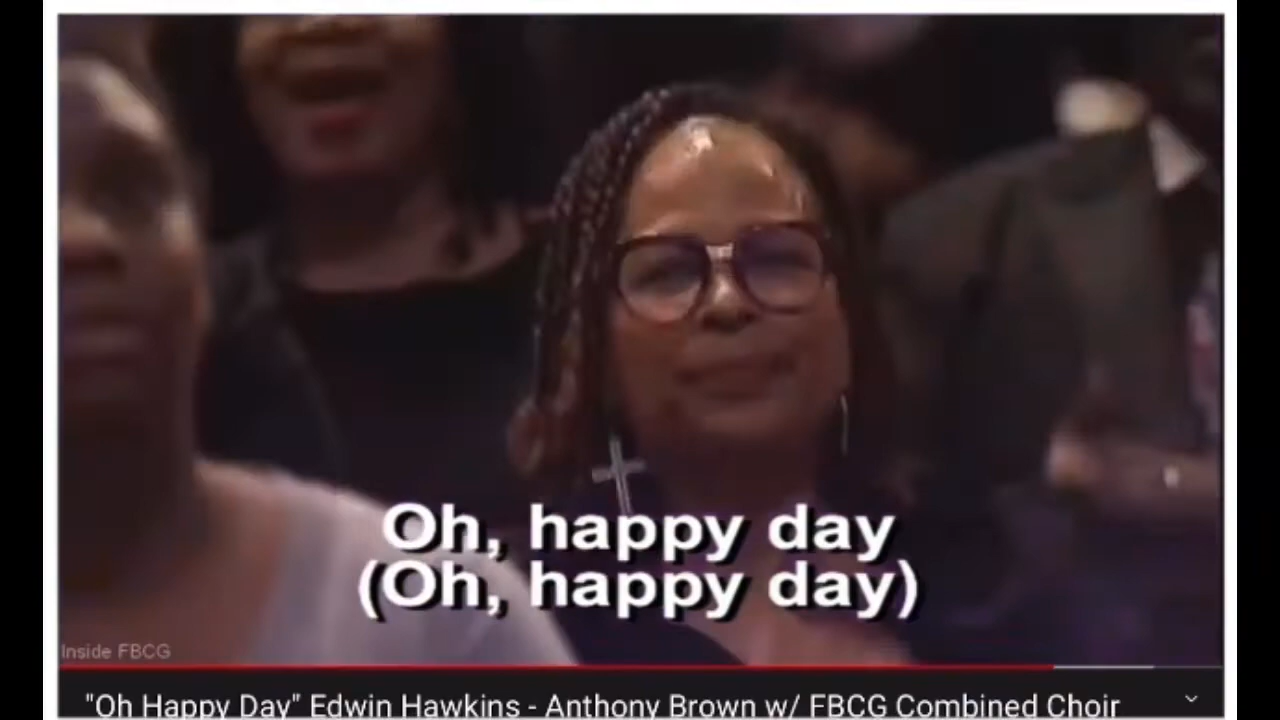 Oh, happy day
(Oh, happy day)
Inside FBCG
"Oh Happy Day" Edwin Hawkins - Anthony Brown w/ FBCG Combined Choir